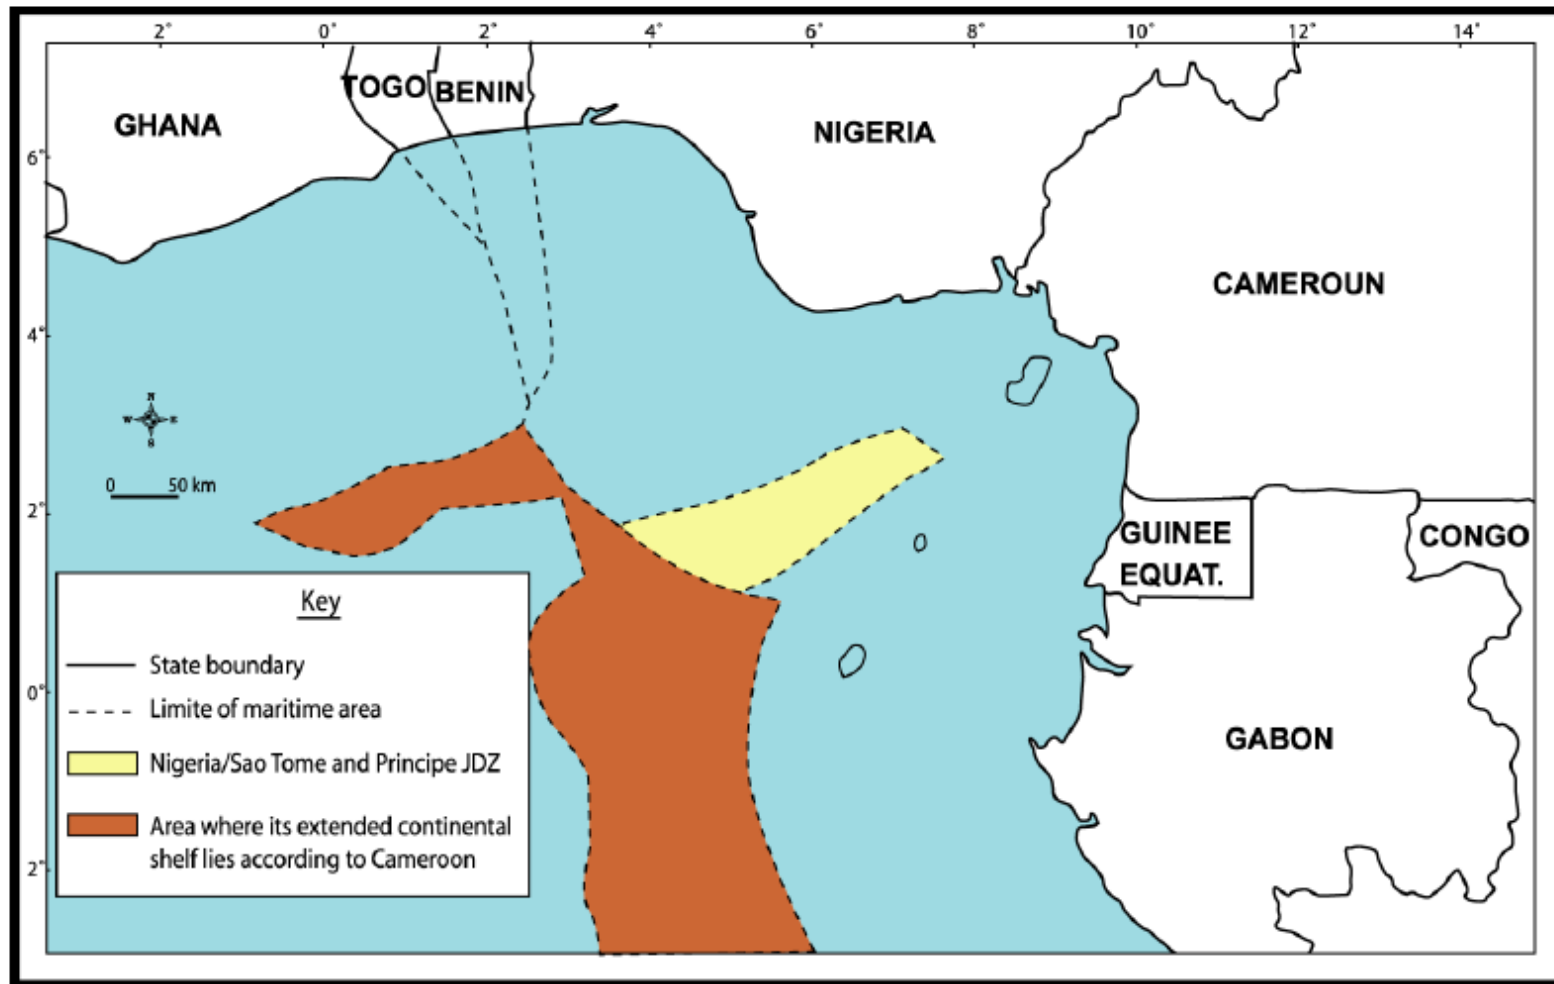 2° 0° 2° 4° 6° 8° 10° 12° 14°
TOGO
BENIN
GHANA
NIGERIA
6°
CAMEROUN
4°
N
W E
S
0 50 km
2°
GUINEE
EQUAT.
CONGO
Key
State boundary
0°
Limite of maritime area
GABON
Nigeria/Sao Tome and Principe JDZ
Area where its extended continental
shelf lies according to Cameroon
2°